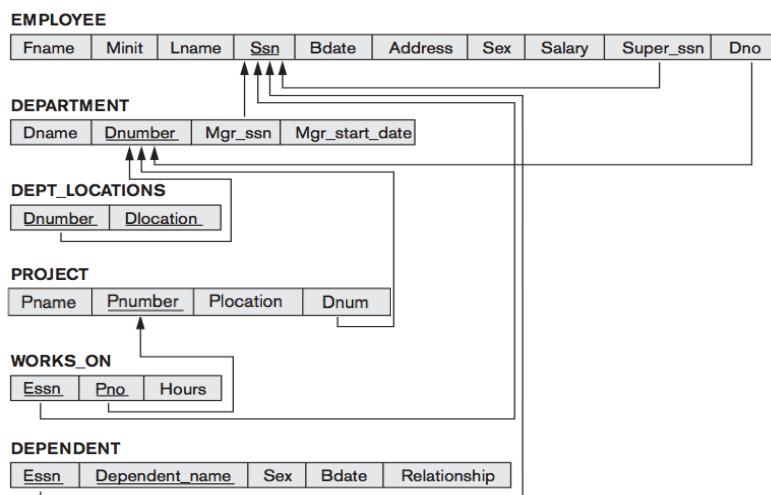 EMPLOYEE
Fname Minit Lname Ssn Bdate Address Sex Salary Super_ssn Dno
DEPARTMENT
Dname Dnumber Mgr_ssn Mgr_start_date
DEPT_LOCATIONS
Dnumber Dlocation
PROJECT
Pname Pnumber Plocation Dnum
WORKS_ON
Essn Pno Hours
DEPENDENT
Essn Dependent_name Sex Bdate Relationship